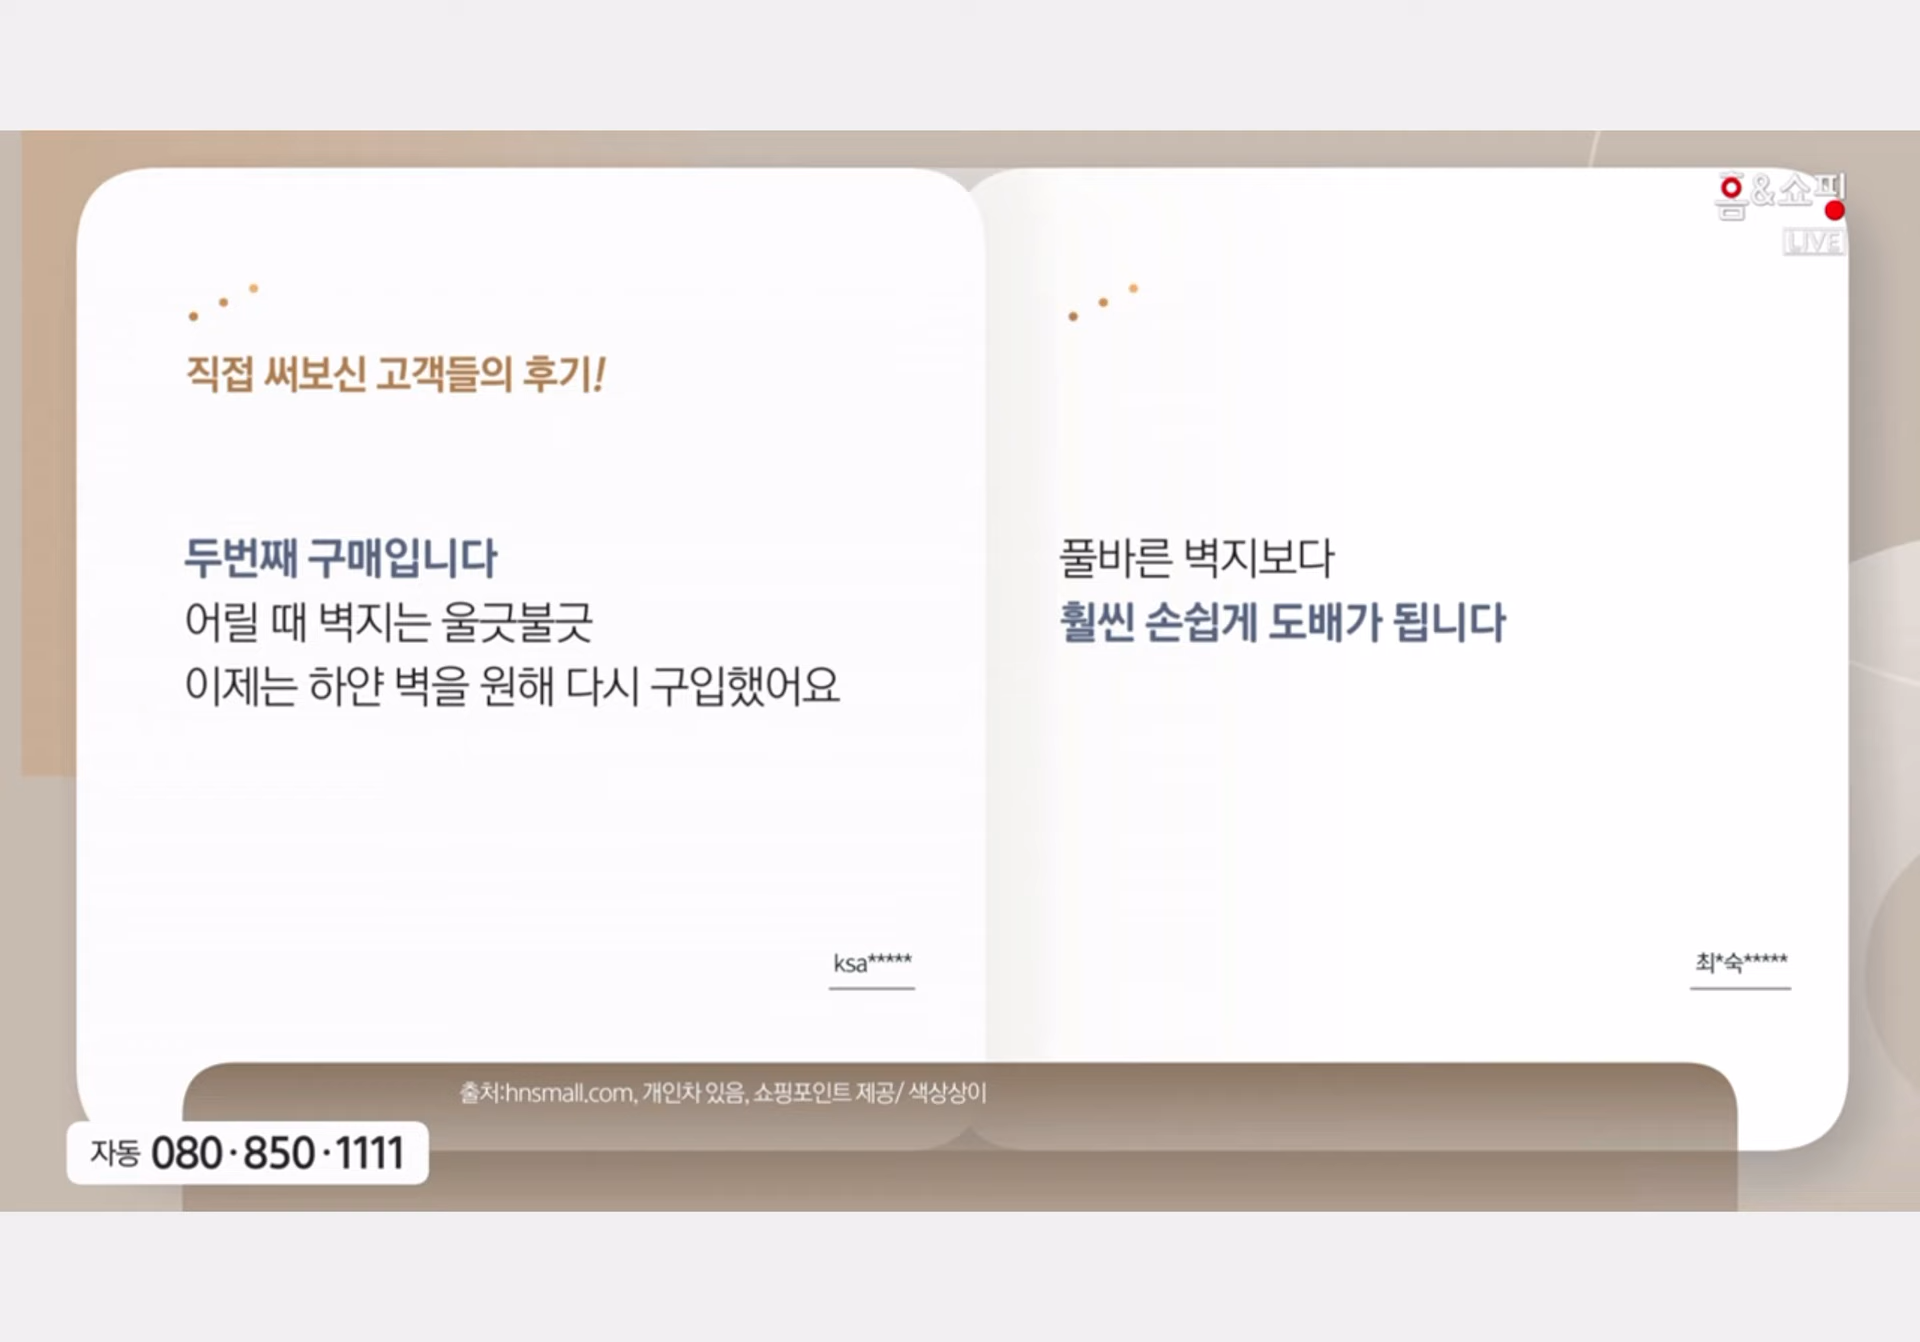 홈&쇼핑
LIVE
직접 써보신 고객들의 후기!
두번째 구매입니다
어릴 때 벽지는 울긋불긋
이제는 하얀 벽을 원해 다시 구입했어요
ksa*****
풀바른 벽지보다
훨씬 손쉽게 도배가 됩니다
최*숙*****
출처:hnsmall.com, 개인차 있음, 쇼핑포인트 제공/ 색상상이
자동 080·850·1111